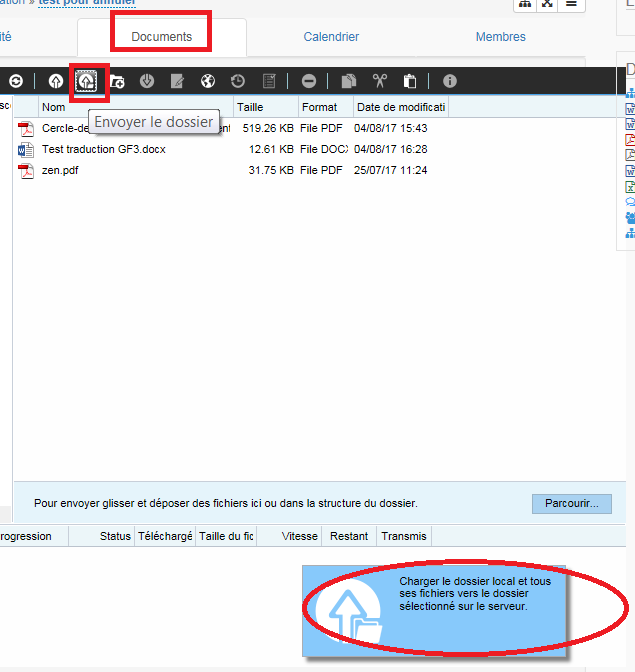 ation » test pour annuler
ité
Documents
Calendrier
Membres
Nom
Taille
Format
Date de modificati
Envoyer le dossier
Cercle-de
ent
519.26 KB
File PDF
04/08/17 15:43
Test traduction GF3.docx
12.61 KB
File DOCX
04/08/17 16:28
zen.pdf
31.75 KB
File PDF
25/07/17 11:24
Pour envoyer glisser et déposer des fichiers ici ou dans la structure du dossier.
Parcourir...
rogression
Status
Téléchargé
Taille du fic
Vitesse
Restant
Transmis
Charger le dossier local et tous
ses fichiers vers le dossier
sélectionné sur le serveur.